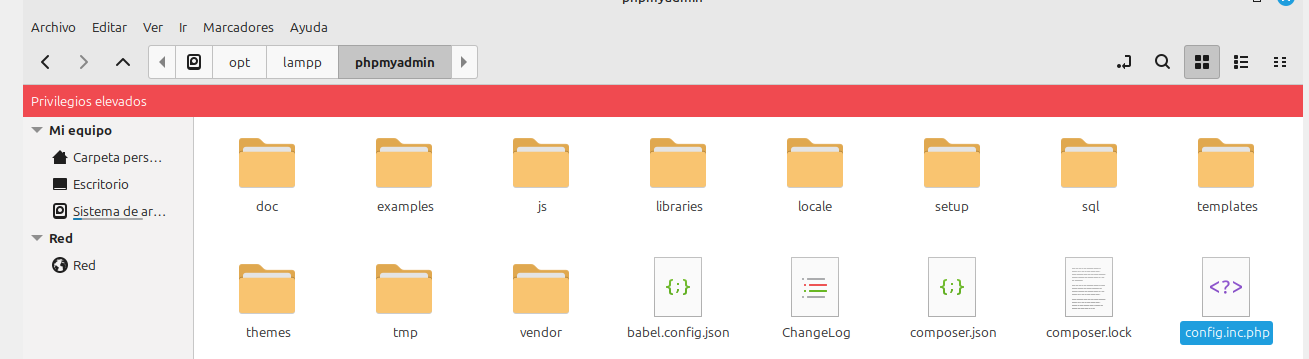 phpmyadmin
Archivo Editar Ver Ir Marcadores Ayuda
opt lampp phpmyadmin
Privilegios elevados
Mi equipo
Carpeta pers...
Escritorio
Sistema de ar...
Red
Red
doc examples js libraries locale setup sql templates
{;} {;} <?>
themes tmp vendor babel.config.json ChangeLog composer.json composer.lock config.inc.php